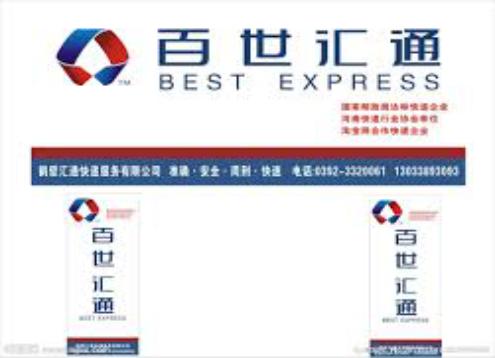 百世汇通
BEST EXPRESS
TM
国家邮政局达标快递企业
河南快递行业协会单位
淘宝网合作快递企业
鹤壁汇通快递服务有限公司 准确·安全·周到·快速 电话:0392-3320061 13033893093
百世汇通
BEST EXPRESS
百世汇通
BEST EXPRESS